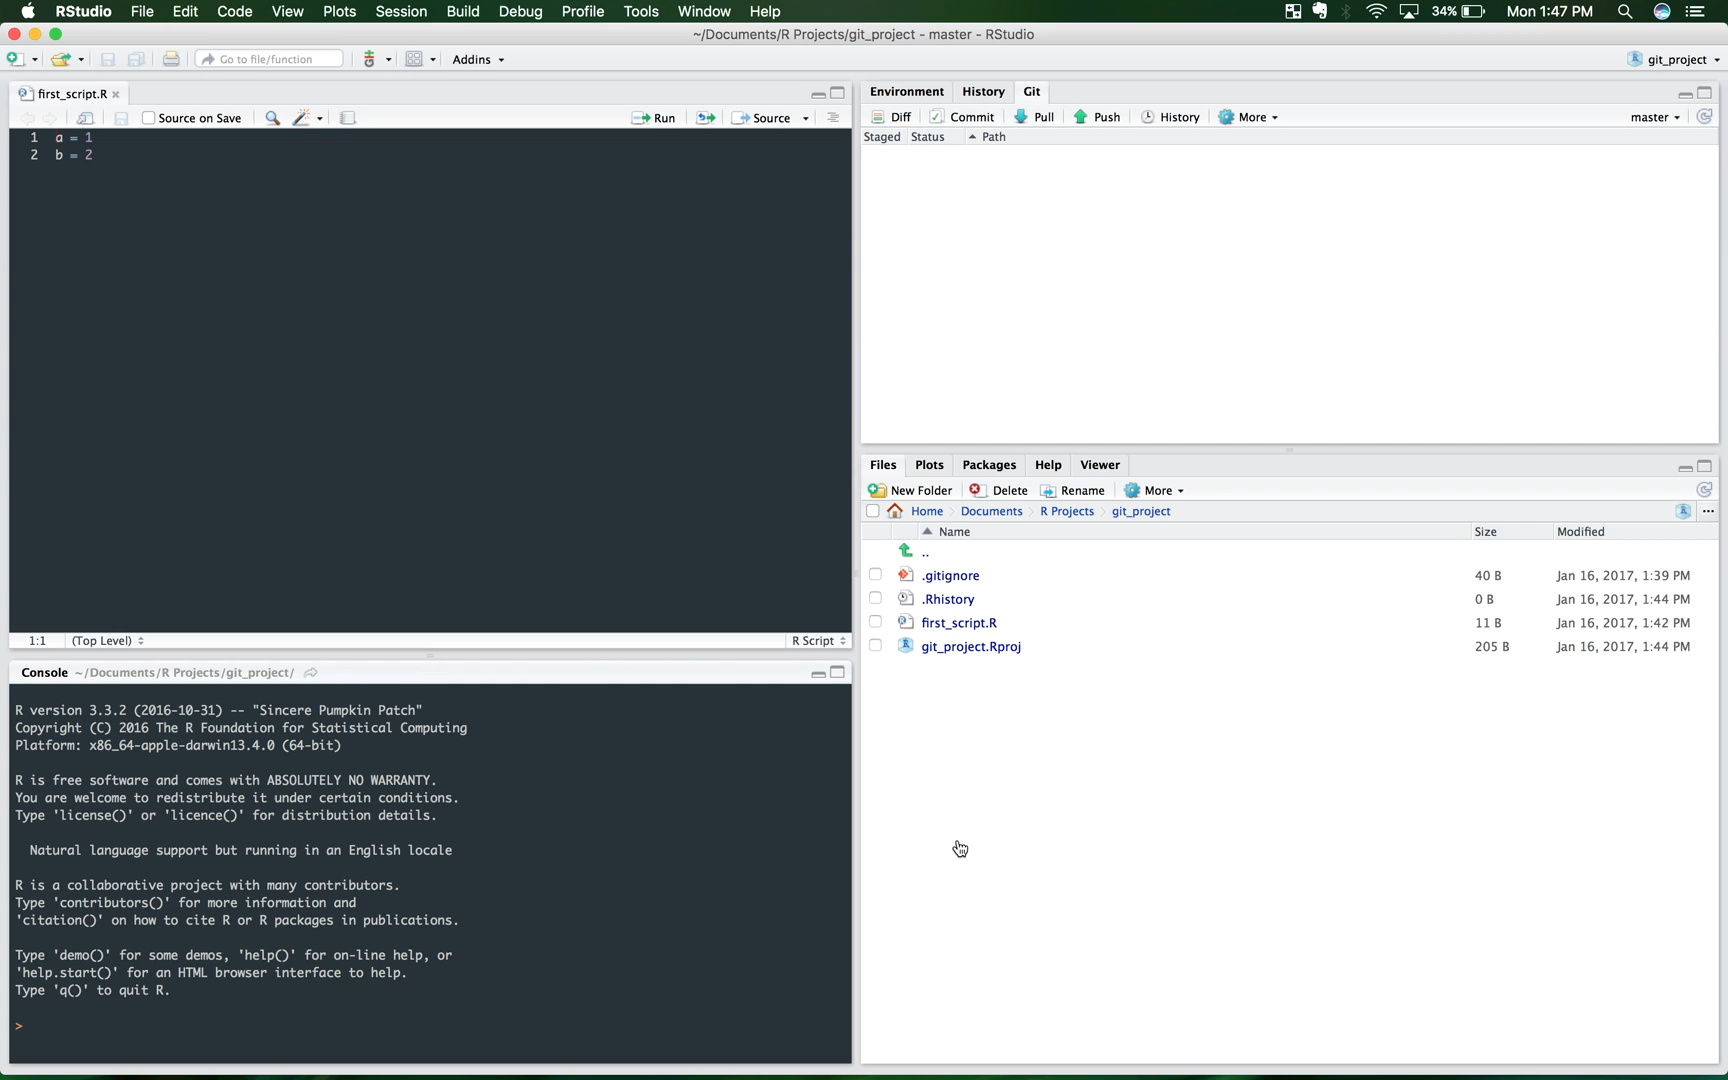 RStudio File Edit Code View Plots Session Build Debug Profile Tools Window Help 34% Mon 1:47 PM
~/Documents/R Projects/git_project - master - RStudio
Go to file/function Addins git_project
first_script.R
Source on Save Run Source
1 a = 1
2 b = 2
1:1 (Top Level) R Script
Console ~/Documents/R Projects/git_project/
R version 3.3.2 (2016-10-31) -- "Sincere Pumpkin Patch"
Copyright (C) 2016 The R Foundation for Statistical Computing
Platform: x86_64-apple-darwin13.4.0 (64-bit)
R is free software and comes with ABSOLUTELY NO WARRANTY.
You are welcome to redistribute it under certain conditions.
Type 'license()' or 'licence()' for distribution details.
Natural language support but running in an English locale
R is a collaborative project with many contributors.
Type 'contributors()' for more information and
'citation()' on how to cite R or R packages in publications.
Type 'demo()' for some demos, 'help()' for on-line help, or
'help.start()' for an HTML browser interface to help.
Type 'q()' to quit R.
>
Environment History Git
Diff Commit Pull Push History More master
Staged Status Path
Files Plots Packages Help Viewer
New Folder Delete Rename More
Home Documents R Projects git_project ...
Name Size Modified
..
.gitignore 40 B Jan 16, 2017, 1:39 PM
.Rhistory 0 B Jan 16, 2017, 1:44 PM
first_script.R 11 B Jan 16, 2017, 1:42 PM
git_project.Rproj 205 B Jan 16, 2017, 1:44 PM